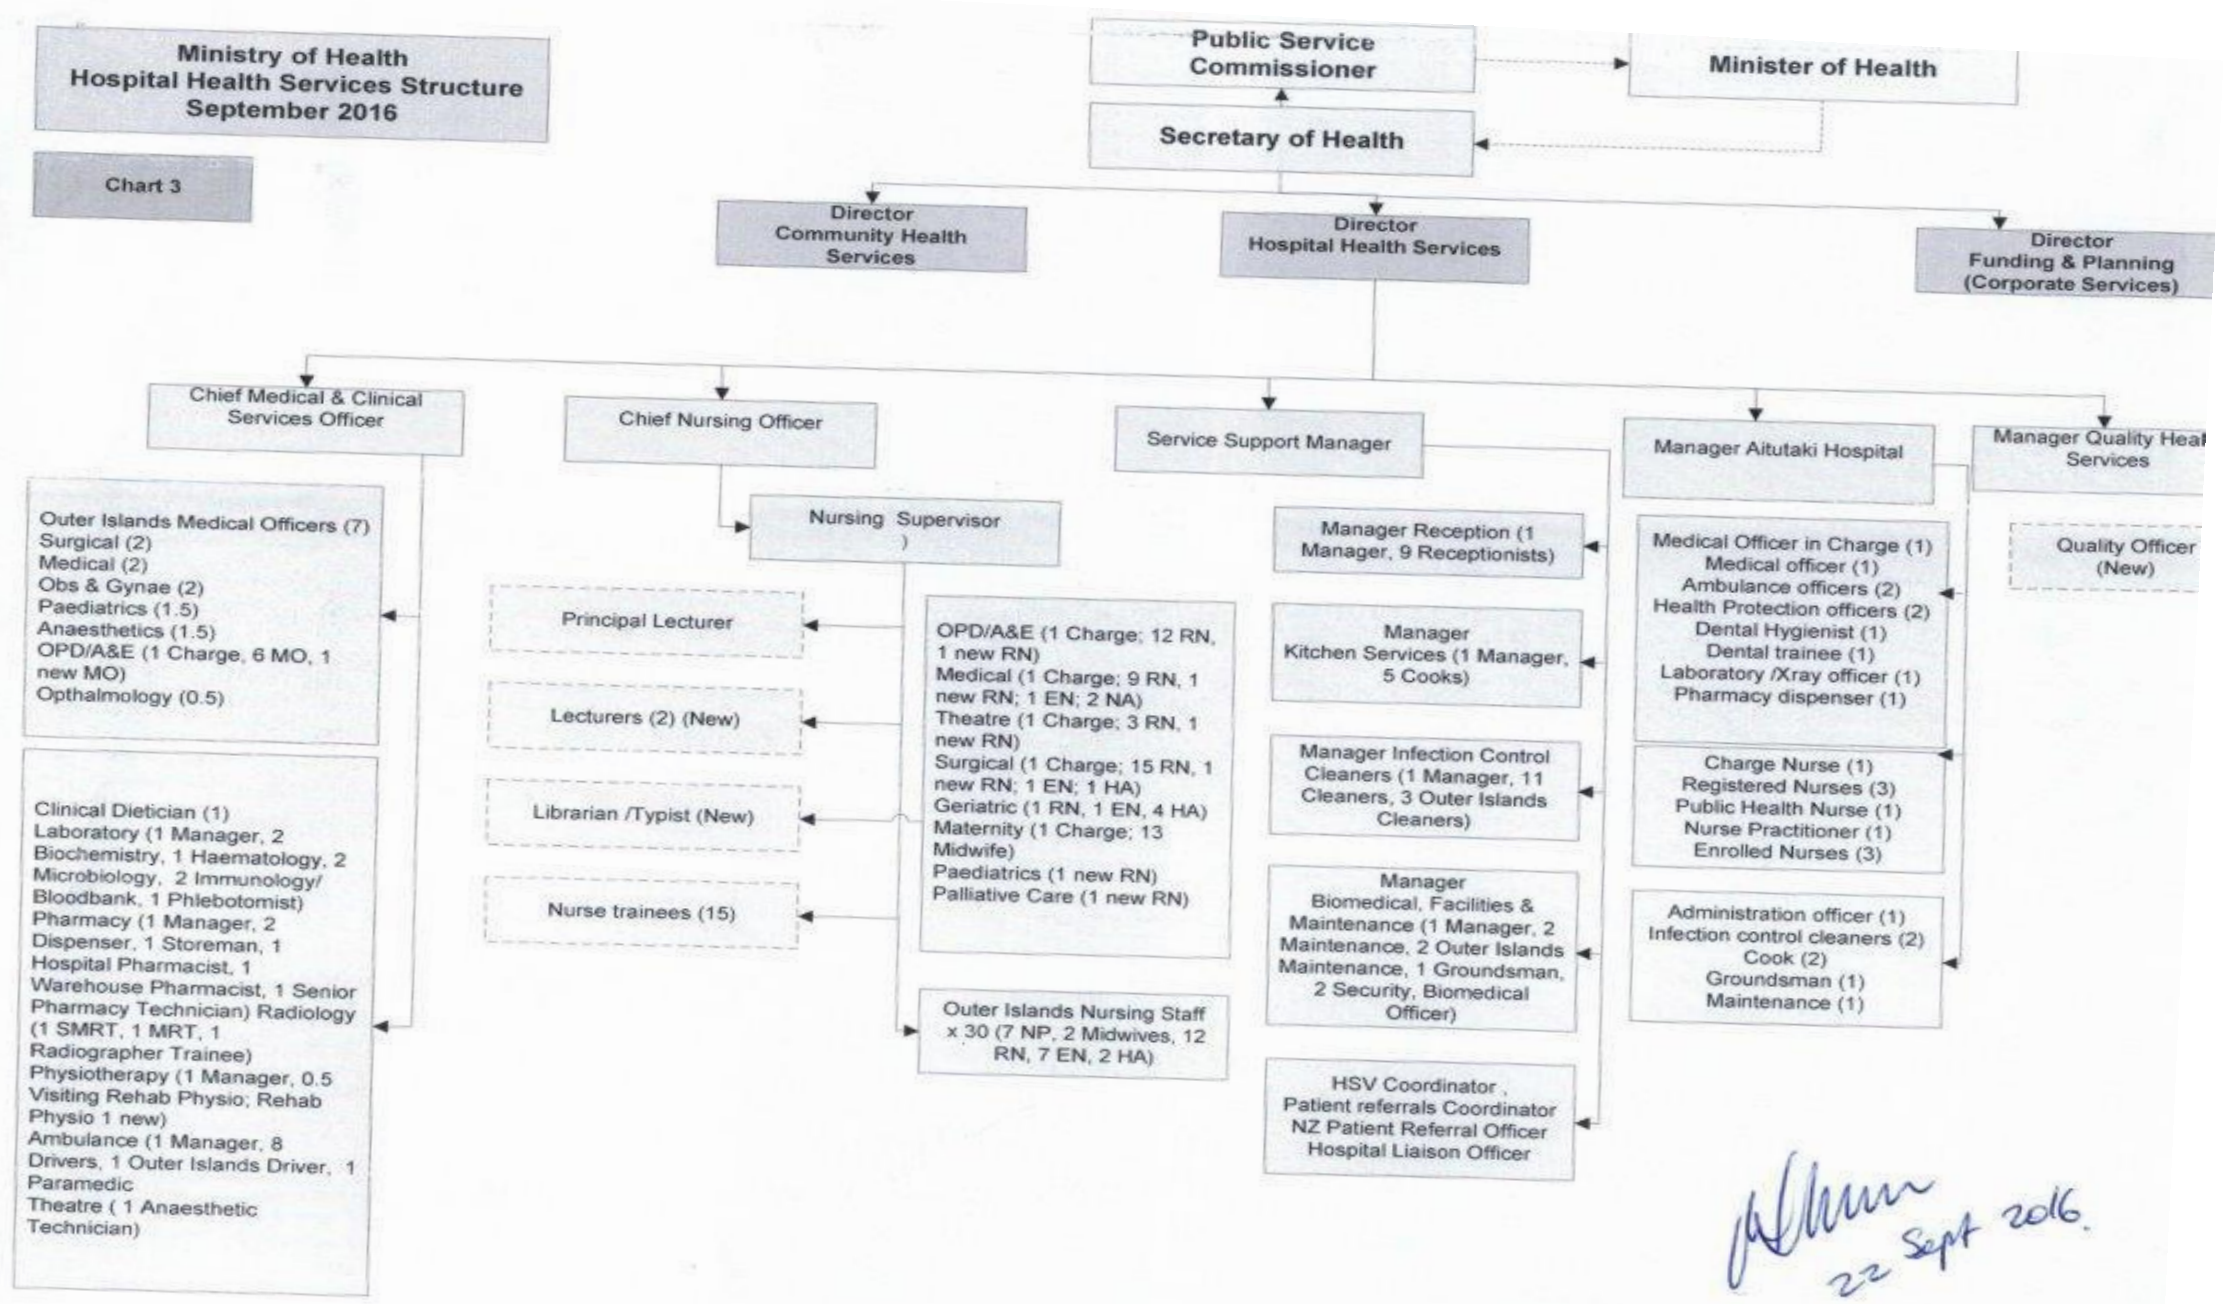 Ministry of Health
Hospital Health Services Structure
September 2016
Chart 3
Public Service
Commissioner
Minister of Health
Secretary of Health
Director
Community Health
Services
Director
Hospital Health Services
Director
Funding & Planning
(Corporate Services)
Chief Medical & Clinical
Services Officer
Chief Nursing Officer
Service Support Manager
Manager Aitutaki Hospital
Manager Quality Heal
Services
Outer Islands Medical Officers (7)
Surgical (2)
Medical (2)
Obs & Gynae (2)
Paediatrics (1.5)
Anaesthetics (1.5)
OPD/A&E (1 Charge, 6 MO, 1
new MO)
Opthalmology (0.5)
Clinical Dietician (1)
Laboratory (1 Manager, 2
Biochemistry, 1 Haematology, 2
Microbiology, 2 Immunology/
Bloodbank, 1 Phlebotomist)
Pharmacy (1 Manager, 2
Dispenser, 1 Storeman, 1
Hospital Pharmacist, 1
Warehouse Pharmacist, 1 Senior
Pharmacy Technician) Radiology
(1 SMRT, 1 MRT, 1
Radiographer Trainee)
Physiotherapy (1 Manager, 0.5
Visiting Rehab Physio; Rehab
Physio 1 new)
Ambulance (1 Manager, 8
Drivers, 1 Outer Islands Driver, 1
Paramedic
Theatre ( 1 Anaesthetic
Technician)
Nursing Supervisor
)
Principal Lecturer
Lecturers (2) (New)
Librarian /Typist (New)
Nurse trainees (15)
OPD/A&E (1 Charge; 12 RN,
1 new RN)
Medical (1 Charge; 9 RN, 1
new RN; 1 EN; 2 NA)
Theatre (1 Charge; 3 RN, 1
new RN)
Surgical (1 Charge; 15 RN, 1
new RN; 1 EN; 1 HA)
Geriatric (1 RN, 1 EN, 4 HA)
Maternity (1 Charge; 13
Midwife)
Paediatrics (1 new RN)
Palliative Care (1 new RN)
Outer Islands Nursing Staff
x 30 (7 NP, 2 Midwives, 12
RN, 7 EN, 2 HA)
Manager Reception (1
Manager, 9 Receptionists)
Manager
Kitchen Services (1 Manager,
5 Cooks)
Manager Infection Control
Cleaners (1 Manager, 11
Cleaners, 3 Outer Islands
Cleaners)
Manager
Biomedical, Facilities &
Maintenance (1 Manager, 2
Maintenance, 2 Outer Islands
Maintenance, 1 Groundsman,
2 Security, Biomedical
Officer)
HSV Coordinator ,
Patient referrals Coordinator
NZ Patient Referral Officer
Hospital Liaison Officer
Medical Officer in Charge (1)
Medical officer (1)
Ambulance officers (2)
Health Protection officers (2)
Dental Hygienist (1)
Dental trainee (1)
Laboratory /Xray officer (1)
Pharmacy dispenser (1)
Charge Nurse (1)
Registered Nurses (3)
Public Health Nurse (1)
Nurse Practitioner (1)
Enrolled Nurses (3)
Administration officer (1)
Infection control cleaners (2)
Cook (2)
Groundsman (1)
Maintenance (1)
Quality Officer
(New)
22 Sept 2016.